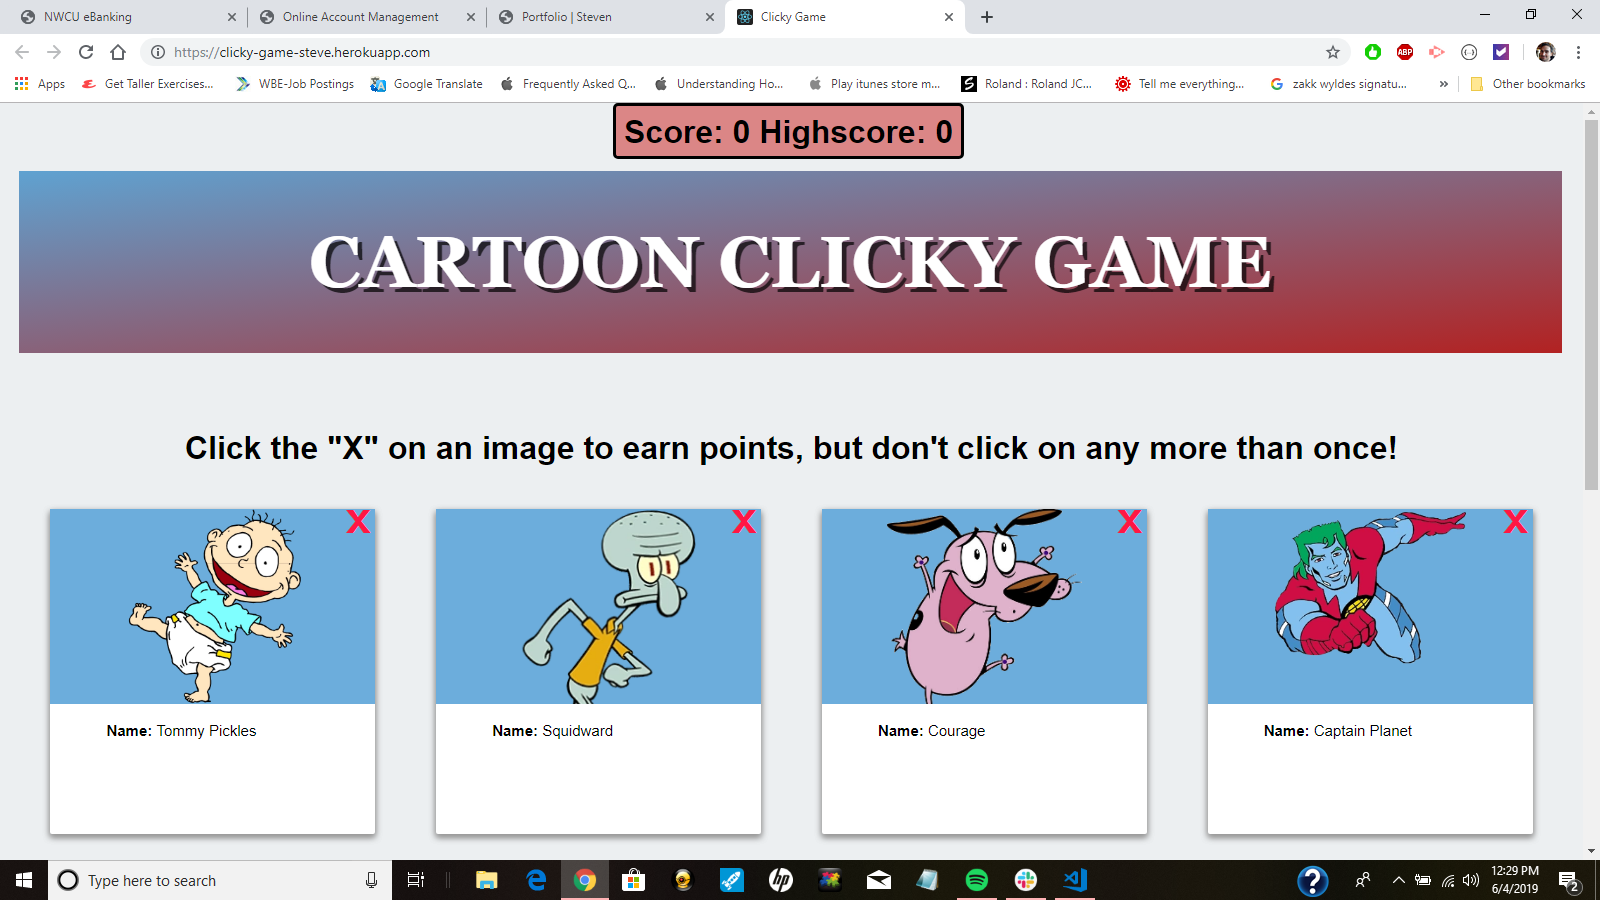 NWCU eBanking
Online Account Management
Portfolio | Steven
Clicky Game
https://clicky-game-steve.herokuapp.com
ABP
Apps
Get Taller Exercises...
WBE-Job Postings
Google Translate
Frequently Asked Q...
Understanding Ho...
Play itunes store m...
Roland : Roland JC...
Tell me everything...
zakk wyldes signatu...
»
Other bookmarks
Score: 0 Highscore: 0
CARTOON CLICKY GAME
Click the "X" on an image to earn points, but don't click on any more than once!
X
X
X
X
Name: Tommy Pickles
Name: Squidward
Name: Courage
Name: Captain Planet
Type here to search
hp
?
12:29 PM
6/4/2019
2